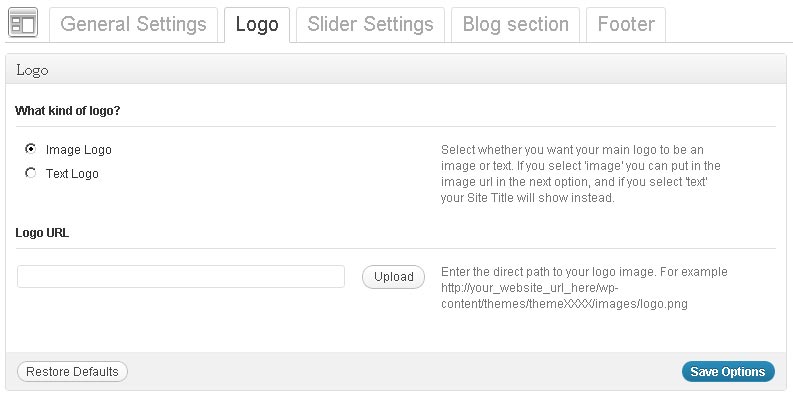 General Settings Logo Slider Settings Blog section Footer
Logo
What kind of logo?
Image Logo
Text Logo
Select whether you want your main logo to be an
image or text. If you select 'image' you can put in the
image url in the next option, and if you select 'text'
your Site Title will show instead.
Logo URL
Upload
Enter the direct path to your logo image. For example
http://your_website_url_here/wp-
content/themes/themeXXXX/images/logo.png
Restore Defaults
Save Options